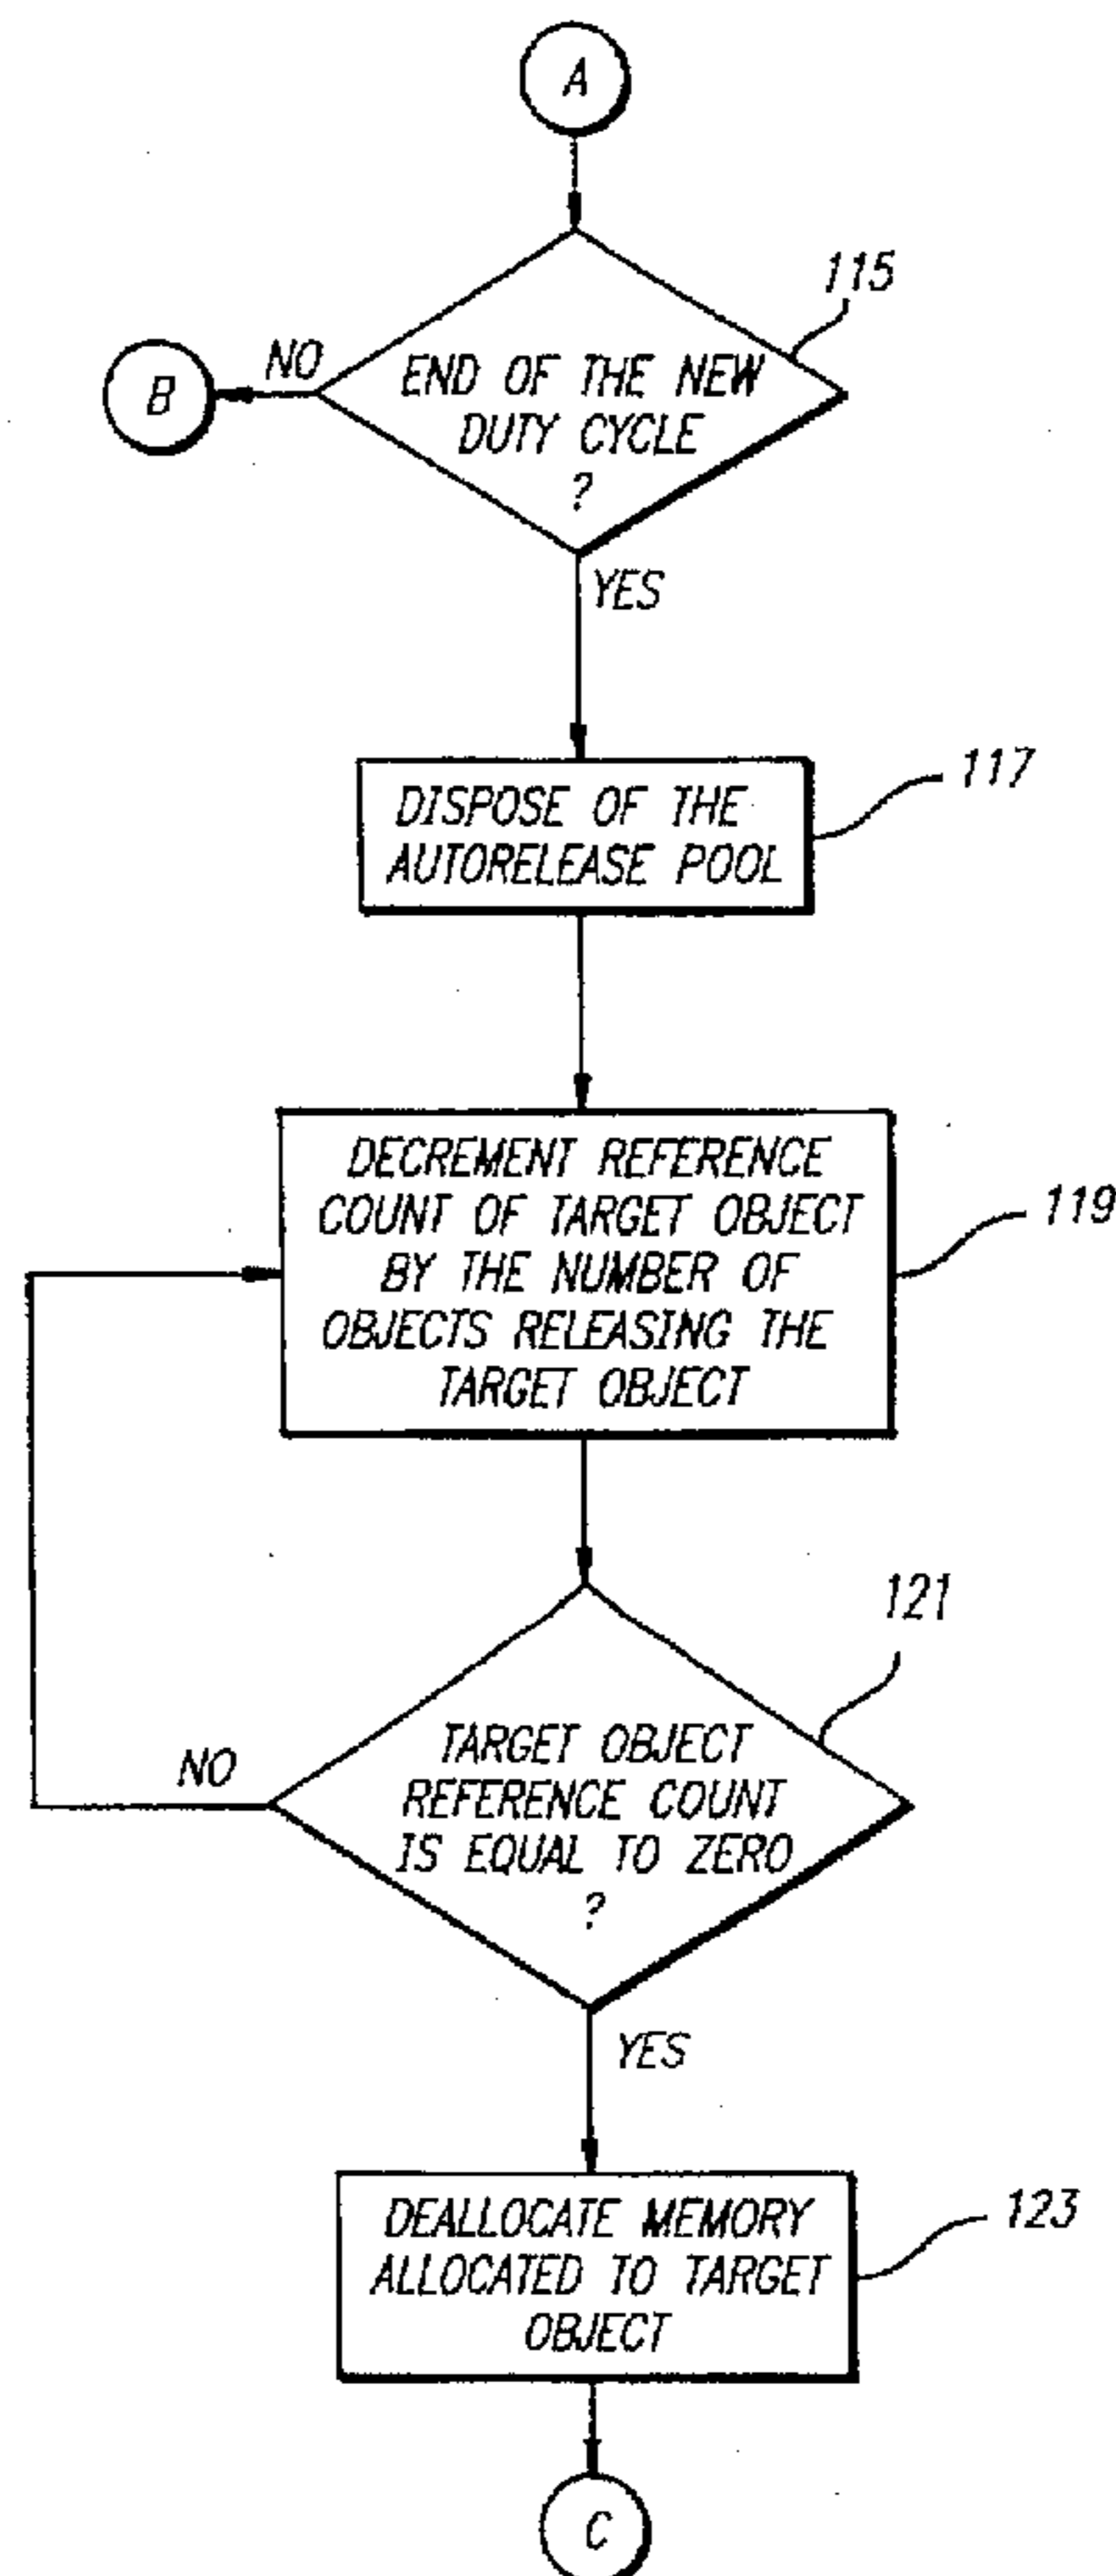 A
115
END OF THE NEW
DUTY CYCLE
?
NO
B
YES
117
DISPOSE OF THE
AUTORELEASE POOL
DECREMENT REFERENCE
COUNT OF TARGET OBJECT
BY THE NUMBER OF
OBJECTS RELEASING THE
TARGET OBJECT
119
121
TARGET OBJECT
REFERENCE COUNT
IS EQUAL TO ZERO
?
NO
YES
123
DEALLOCATE MEMORY
ALLOCATED TO TARGET
OBJECT
C